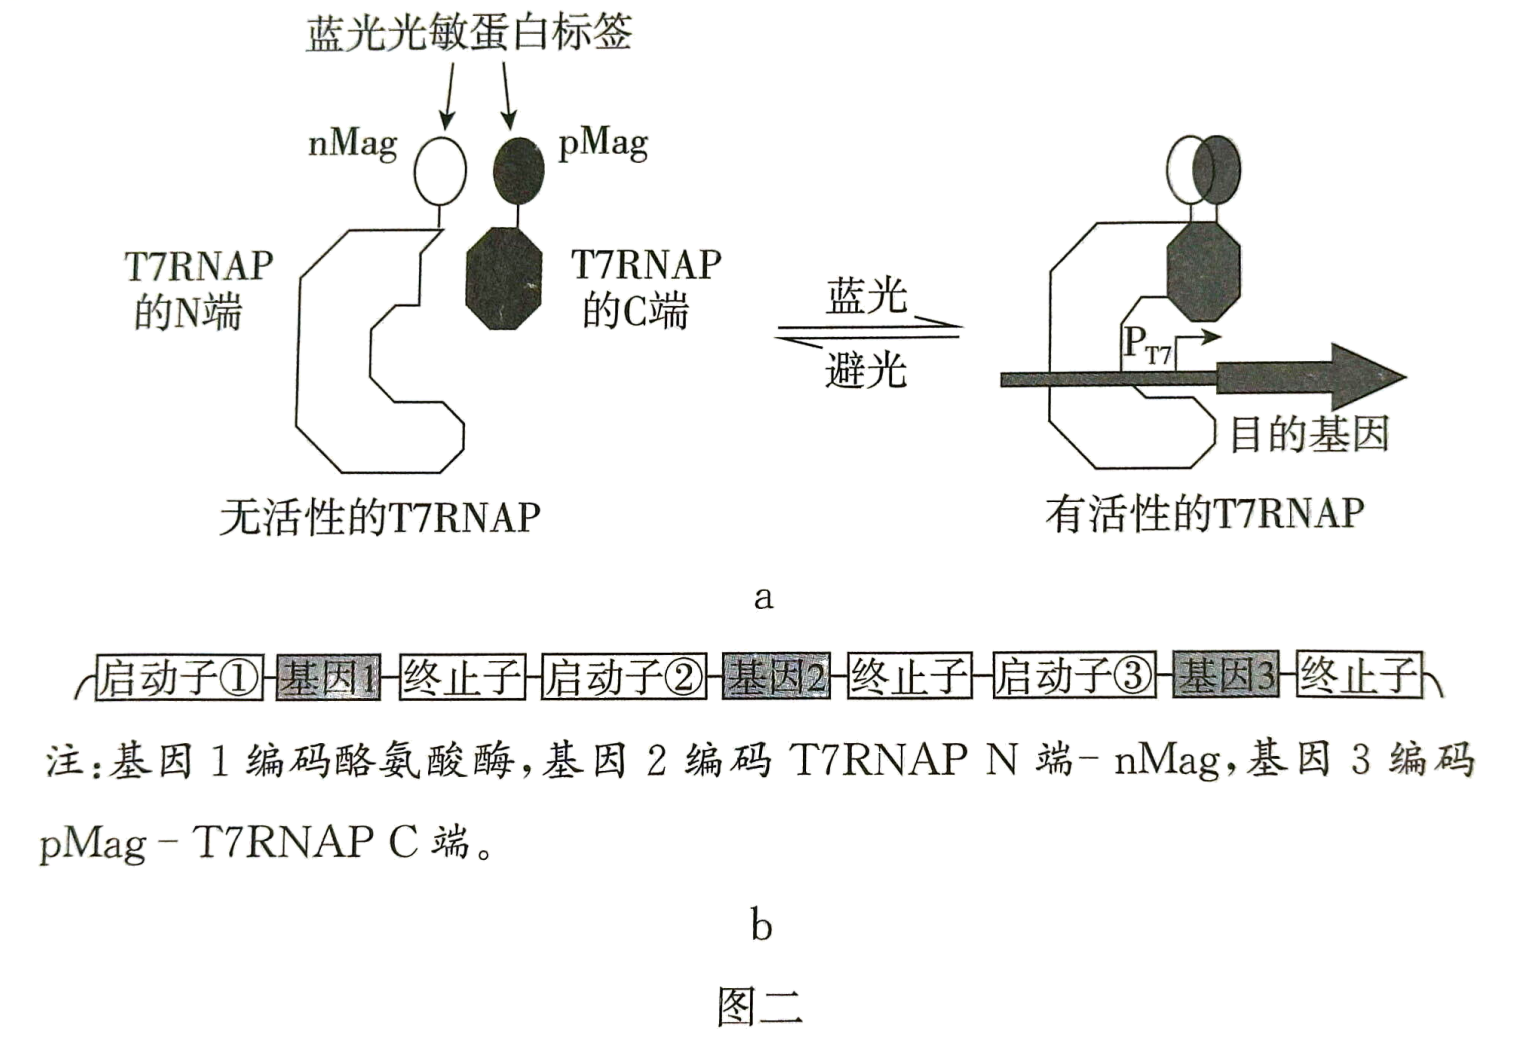 蓝光光敏蛋白标签
nMag
pMag
T7RNAP
的N端
T7RNAP
的C端
无活性的T7RNAP
蓝光
避光
PT7
目的基因
有活性的T7RNAP
a
启动子① 基因1 终止子 启动子② 基因2 终止子 启动子③ 基因3 终止子
注:基因 1 编码酪氨酸酶,基因 2 编码 T7RNAP N 端- nMag,基因 3 编码
pMag - T7RNAP C 端。
b
图二